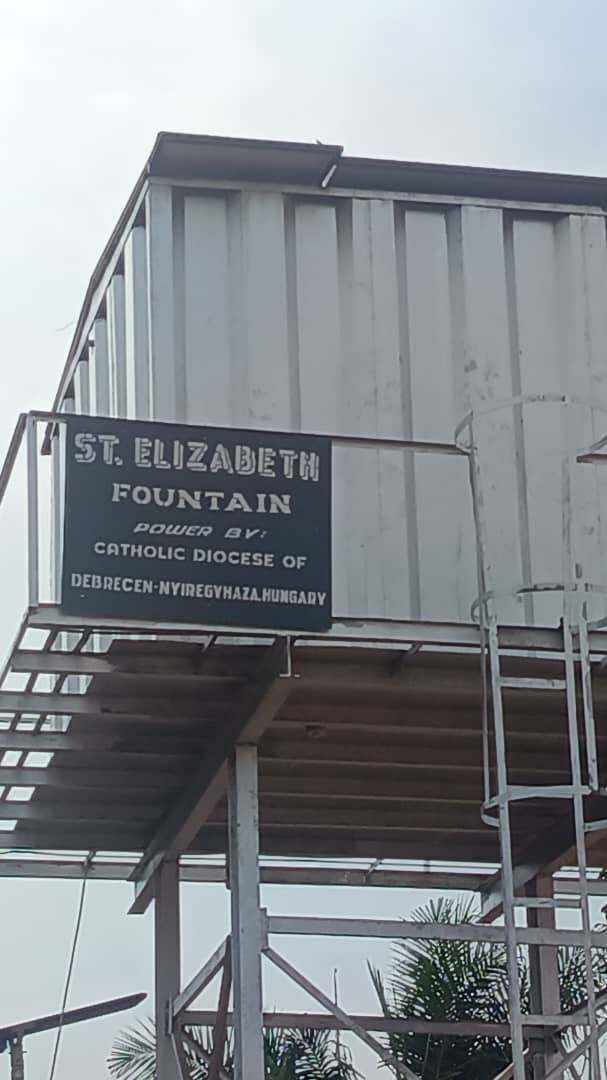 ST. ELIZABETH
FOUNTAIN
POWER BY:
CATHOLIC DIOCESE OF
DEBRECEN-NYIREGYHAZA.HUNGARY